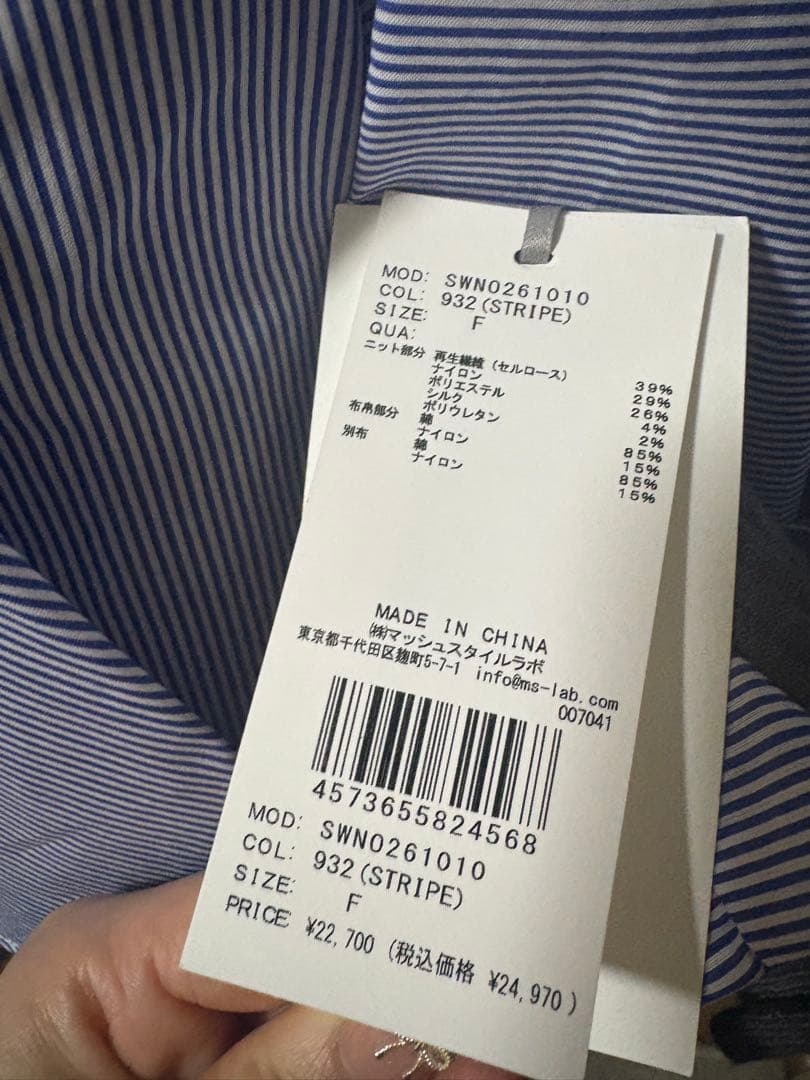 MOD: SWN0261010
COL: 932(STRIPE)
SIZE: F
QUA:
ニット部分 再生繊維（セルロース） 39%
ナイロン 29%
ポリエステル 26%
シルク 4%
ポリウレタン 2%
布帛部分 綿 85%
ナイロン 15%
別布 綿 85%
ナイロン 15%
MADE IN CHINA
㈱マッシュスタイルラボ
東京都千代田区麹町5-7-1 info@ms-lab.com
007041
4573655824568
MOD: SWN0261010
COL: 932(STRIPE)
SIZE: F
PRICE: ¥22,700 (税込価格 ¥24,970)